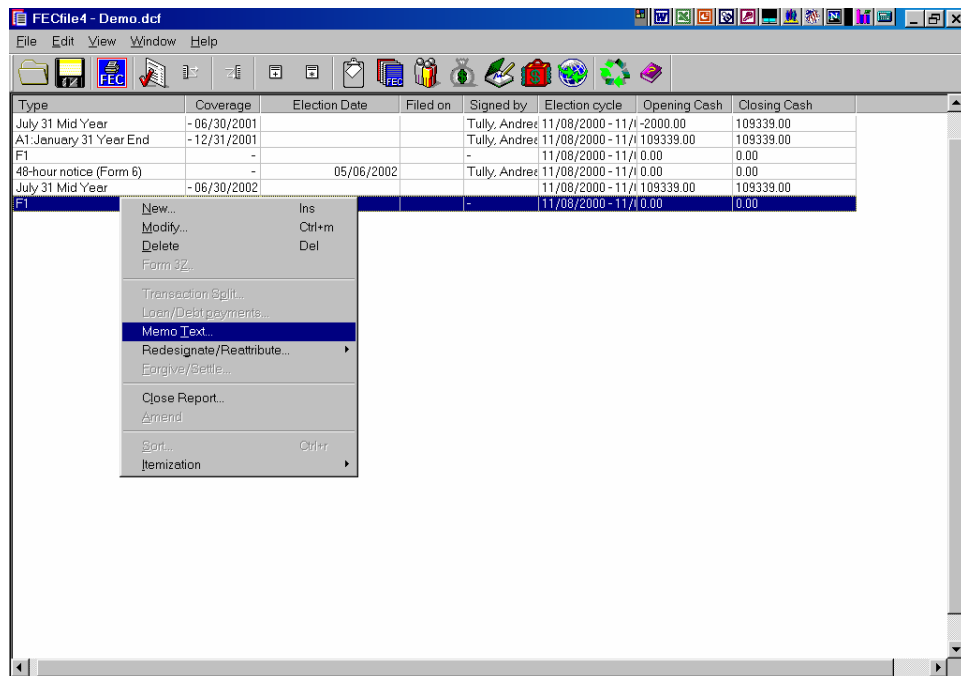 FECfile4 - Demo.dcf
File Edit View Window Help
FEC FEC
Type Coverage Election Date Filed on Signed by Election cycle Opening Cash Closing Cash
July 31 Mid Year - 06/30/2001 Tully, Andree 11/08/2000 - 11/ -2000.00 109339.00
A1:January 31 Year End - 12/31/2001 Tully, Andree 11/08/2000 - 11/ 109339.00 109339.00
F1 - - 11/08/2000 - 11/ 0.00 0.00
48-hour notice (Form 6) - 05/06/2002 Tully, Andree 11/08/2000 - 11/ 0.00 0.00
July 31 Mid Year - 06/30/2002 11/08/2000 - 11/ 109339.00 109339.00
F1 - 11/08/2000 - 11/ 0.00 0.00
New... Ins
Modify... Ctrl+m
Delete Del
Form 3Z...
Transaction Split...
Loan/Debt payments...
Memo Text...
Redesignate/Reattribute...
Forgive/Settle...
Close Report...
Amend
Sort... Ctrl+r
Itemization